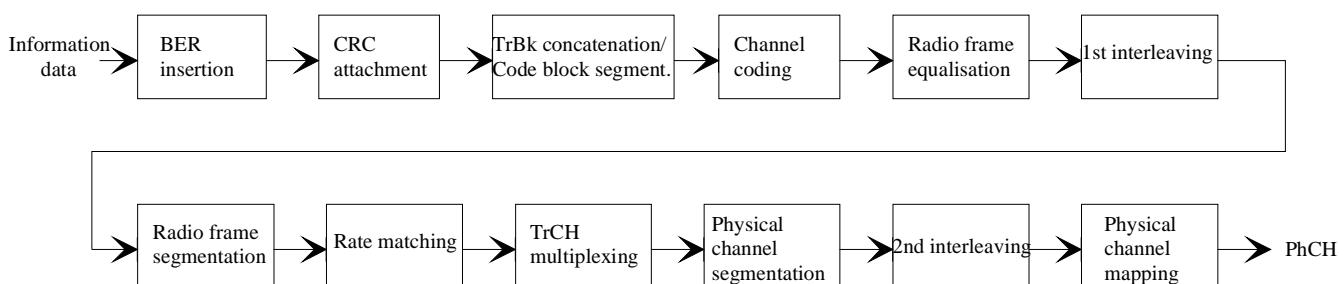 Information
data
BER
insertion
CRC
attachment
TrBk concatenation/
Code block segment.
Channel
coding
Radio frame
equalisation
1st interleaving
Radio frame
segmentation
Rate matching
TrCH
multiplexing
Physical
channel
segmentation
2nd interleaving
Physical
channel
mapping
PhCH